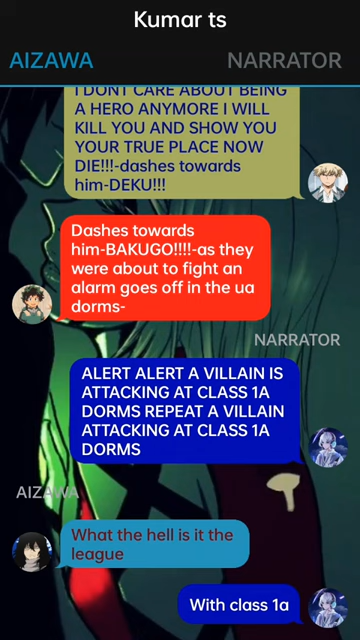 Kumar ts
AIZAWA
NARRATOR
I DONT CARE ABOUT BEING
A HERO ANYMORE I WILL
KILL YOU AND SHOW YOU
YOUR TRUE PLACE NOW
DIE!!!-dashes towards
him-DEKU!!!
Dashes towards
him-BAKUGO!!!!-as they
were about to fight an
alarm goes off in the ua
dorms-
NARRATOR
ALERT ALERT A VILLAIN IS
ATTACKING AT CLASS 1A
DORMS REPEAT A VILLAIN
ATTACKING AT CLASS 1A
DORMS
AIZAWA
What the hell is it the
league
With class 1a